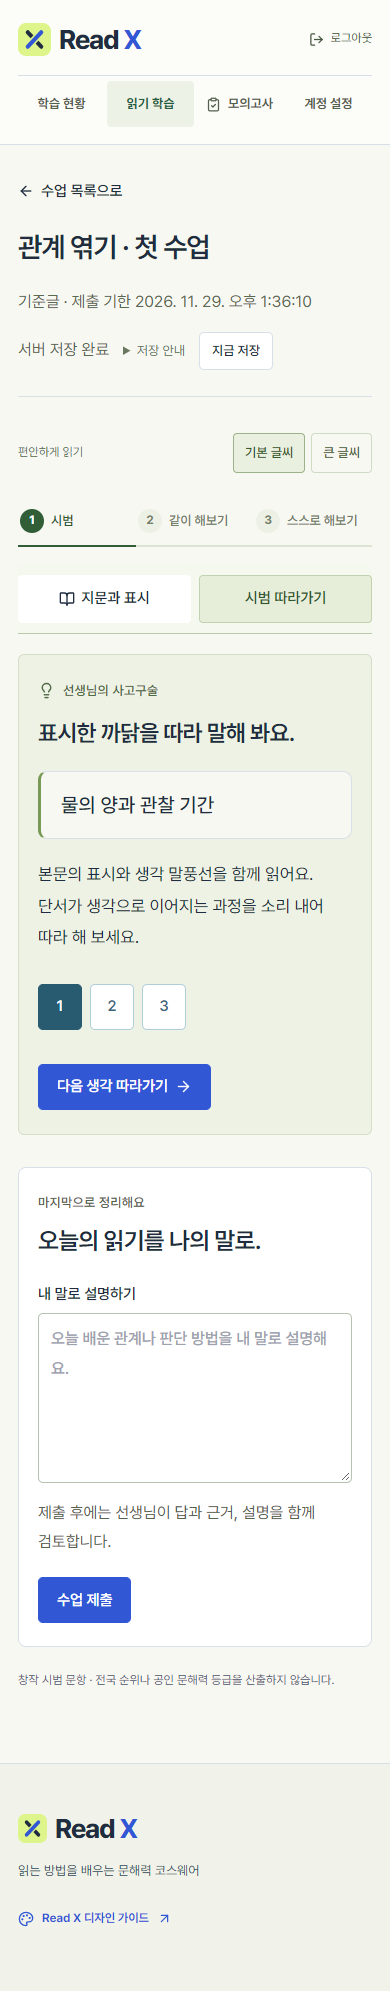 Read X
로그아웃
학습 현황
읽기 학습
모의고사
계정 설정
수업 목록으로
관계 엮기 · 첫 수업
기준글 · 제출 기한 2026. 11. 29. 오후 1:36:10
서버 저장 완료 ▶ 저장 안내 지금 저장
편안하게 읽기 기본 글씨 큰 글씨
1 시범 2 같이 해보기 3 스스로 해보기
지문과 표시 시범 따라가기
선생님의 사고구술
표시한 까닭을 따라 말해 봐요.
물의 양과 관찰 기간
본문의 표시와 생각 말풍선을 함께 읽어요.
단서가 생각으로 이어지는 과정을 소리 내어
따라 해 보세요.
1 2 3
다음 생각 따라가기 →
마지막으로 정리해요
오늘의 읽기를 나의 말로.
내 말로 설명하기
오늘 배운 관계나 판단 방법을 내 말로 설명해
요.
제출 후에는 선생님이 답과 근거, 설명을 함께
검토합니다.
수업 제출
창작 시범 문항 · 전국 순위나 공인 문해력 등급을 산출하지 않습니다.
Read X
읽는 방법을 배우는 문해력 코스웨어
Read X 디자인 가이드